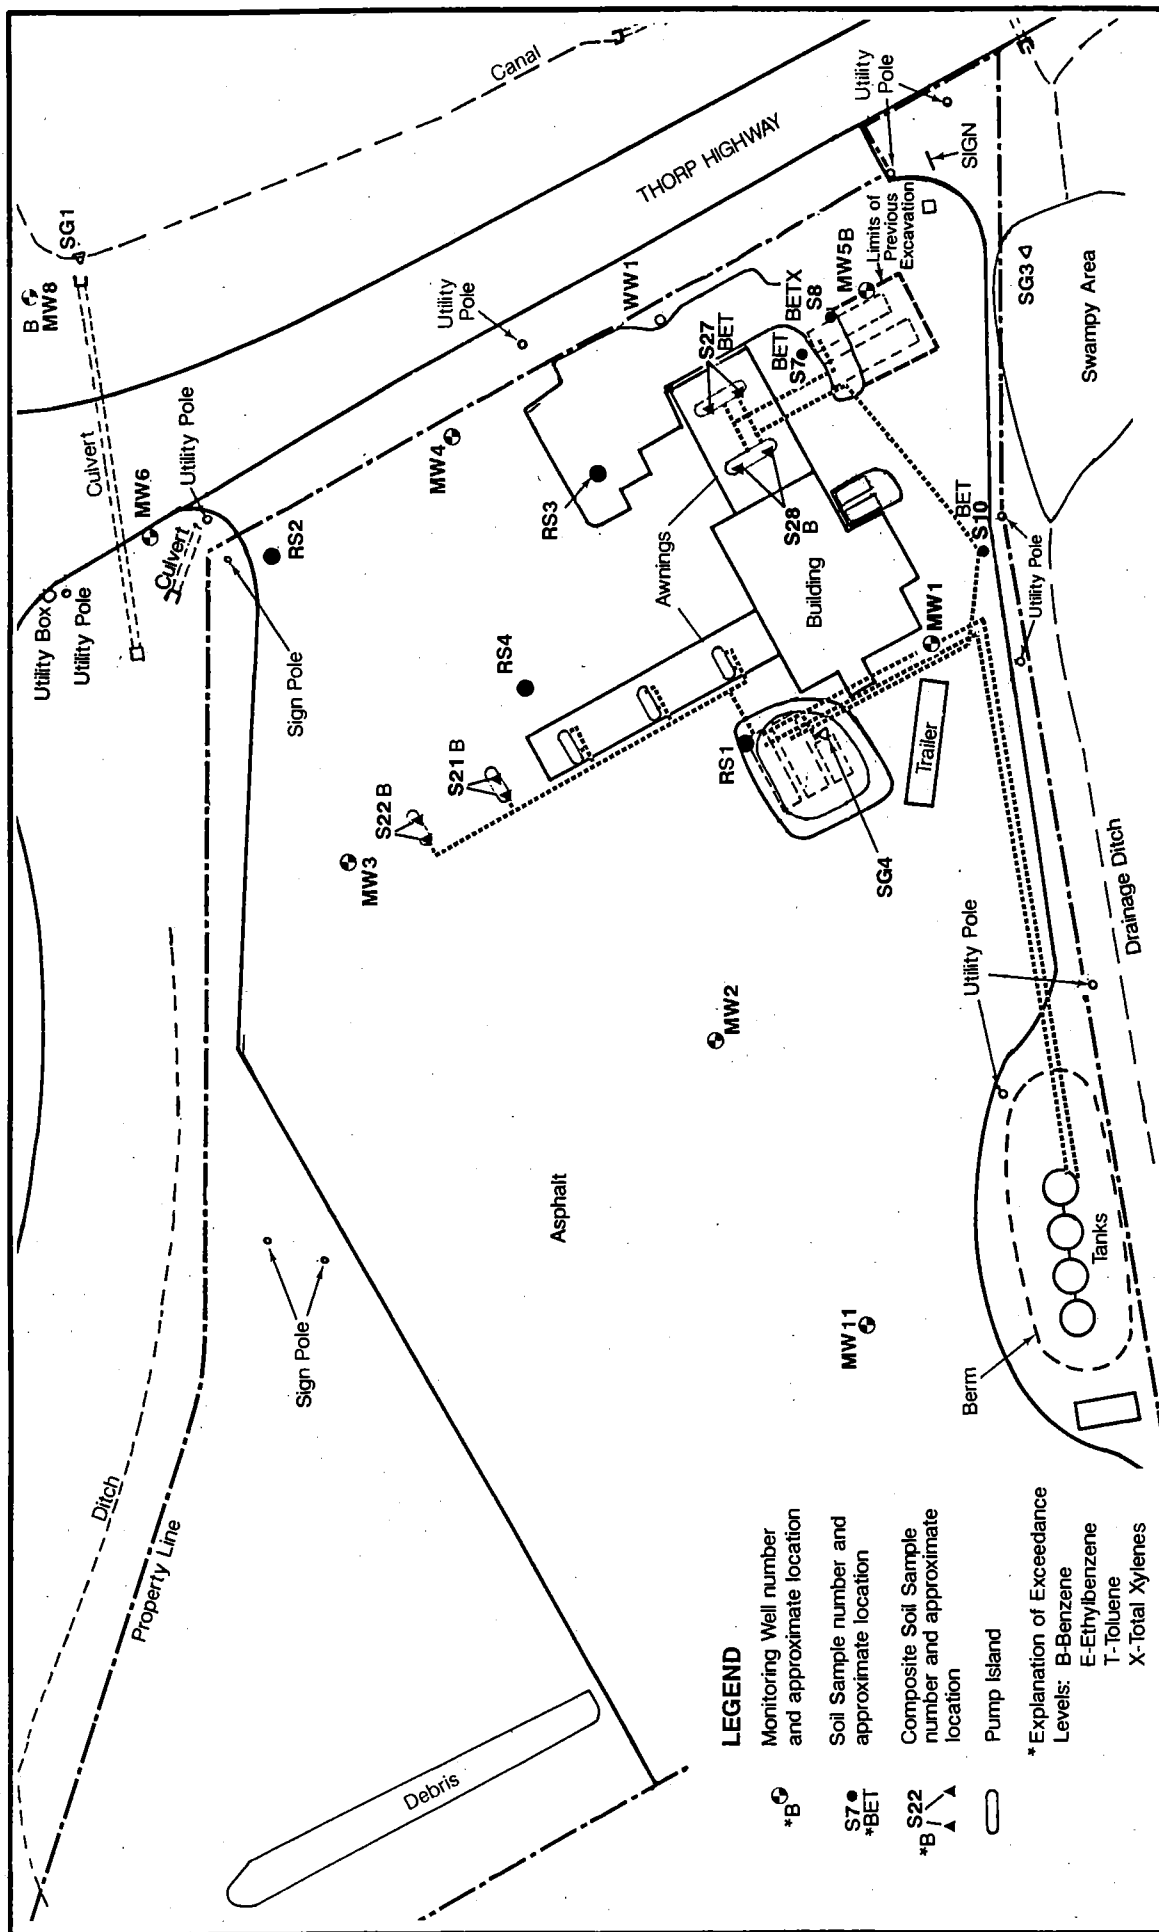 Canal
THORP HIGHWAY
Utility
Pole
SIGN
SG1
B
MW8
Culvert
MW6
Utility Pole
Culvert
Utility Box
Utility Pole
Sign Pole
RS2
MW4
Utility
Pole
WW1
RS3
S27
BET
BETX
S8
BET
S7
MW5 B
Limits of
Previous
Excavation
SG3
Swampy Area
S28
B
Awnings
Building
BET
S10
Utility Pole
MW1
RS4
RS1
Trailer
SG4
S21 B
S22 B
MW3
MW2
Utility Pole
Drainage Ditch
Asphalt
MW11
Tanks
Berm
Sign Pole
Ditch
Property Line
Debris
LEGEND
*B
Monitoring Well number
and approximate location
S7
*BET
Soil Sample number and
approximate location
*B S22
Composite Soil Sample
number and approximate
location
Pump Island
*Explanation of Exceedance
Levels: B-Benzene
E-Ethylbenzene
T-Toluene
X-Total Xylenes